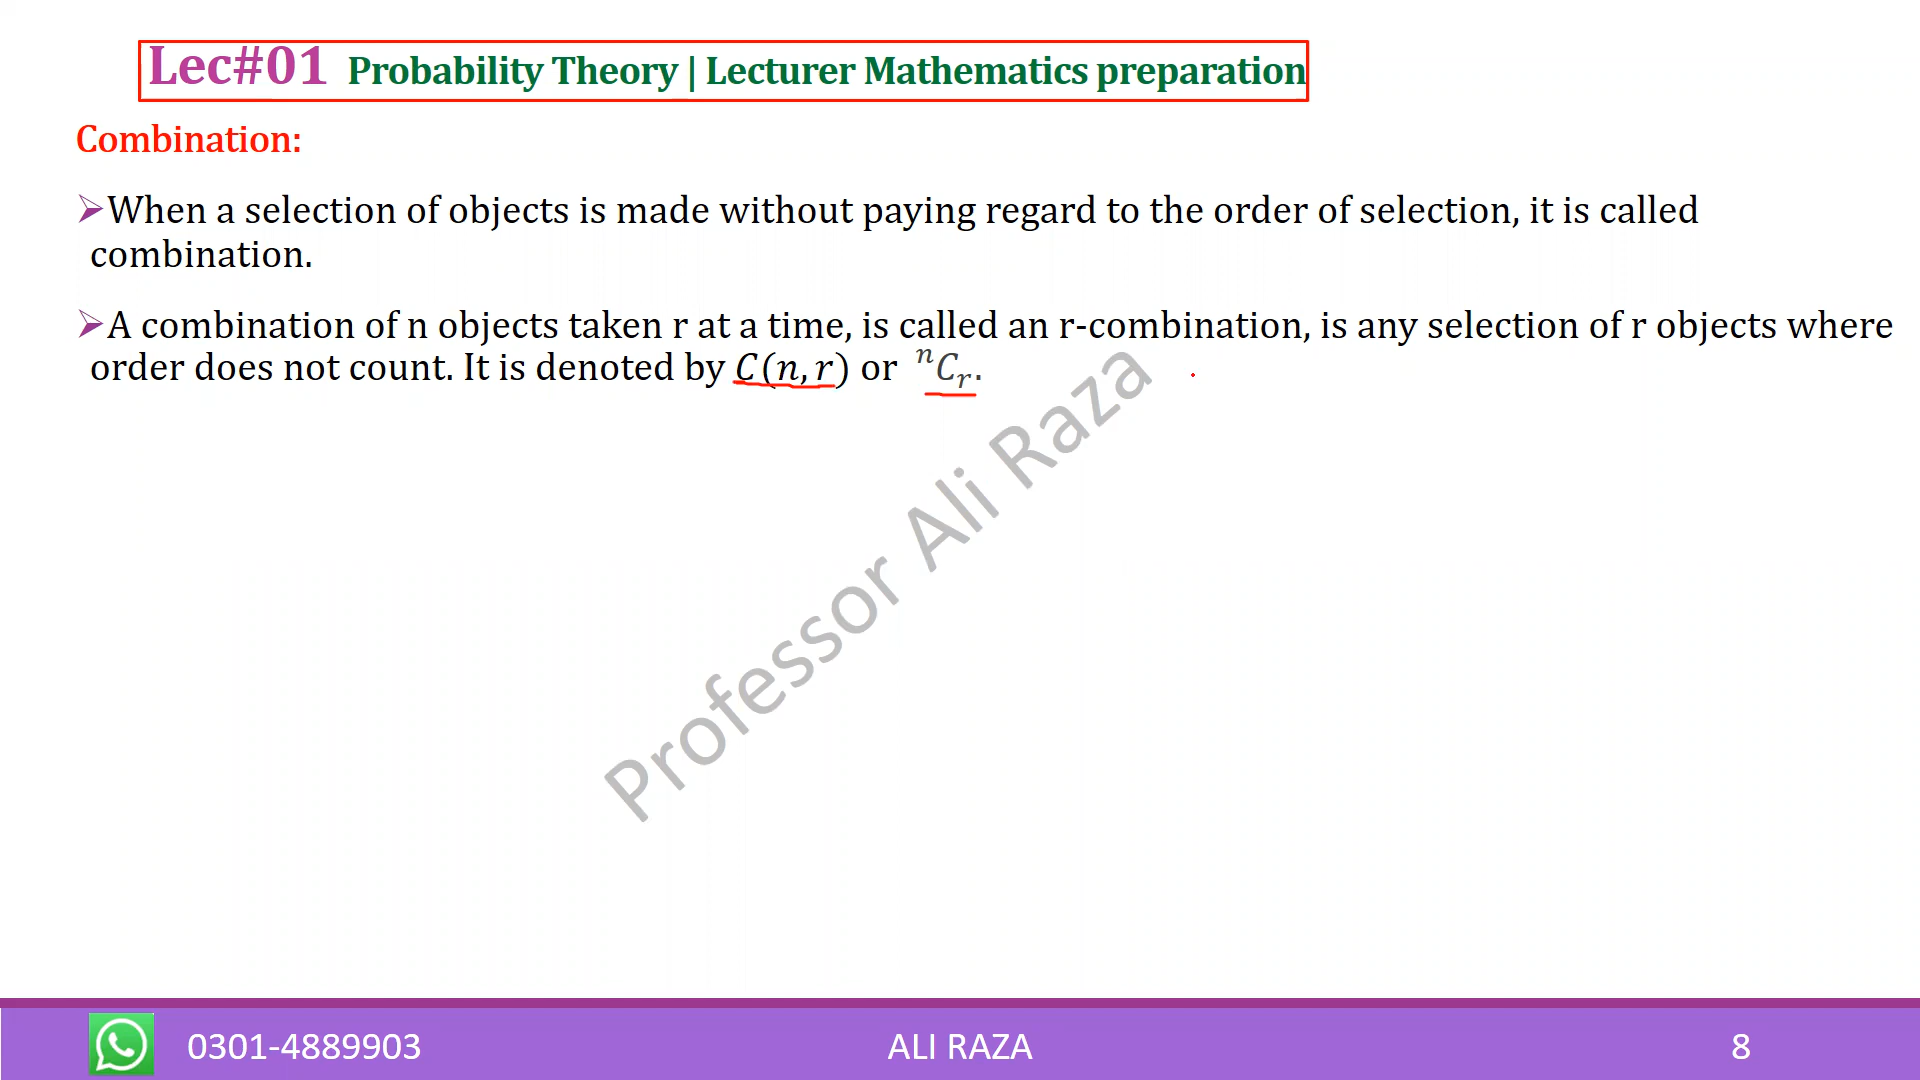 Lec#01 Probability Theory | Lecturer Mathematics preparation
Combination:
➢When a selection of objects is made without paying regard to the order of selection, it is called
combination.
➢A combination of n objects taken r at a time, is called an r-combination, is any selection of r objects where
order does not count. It is denoted by C(n,r) or ⁿCᵣ.
Professor Ali Raza
0301-4889903
ALI RAZA
8